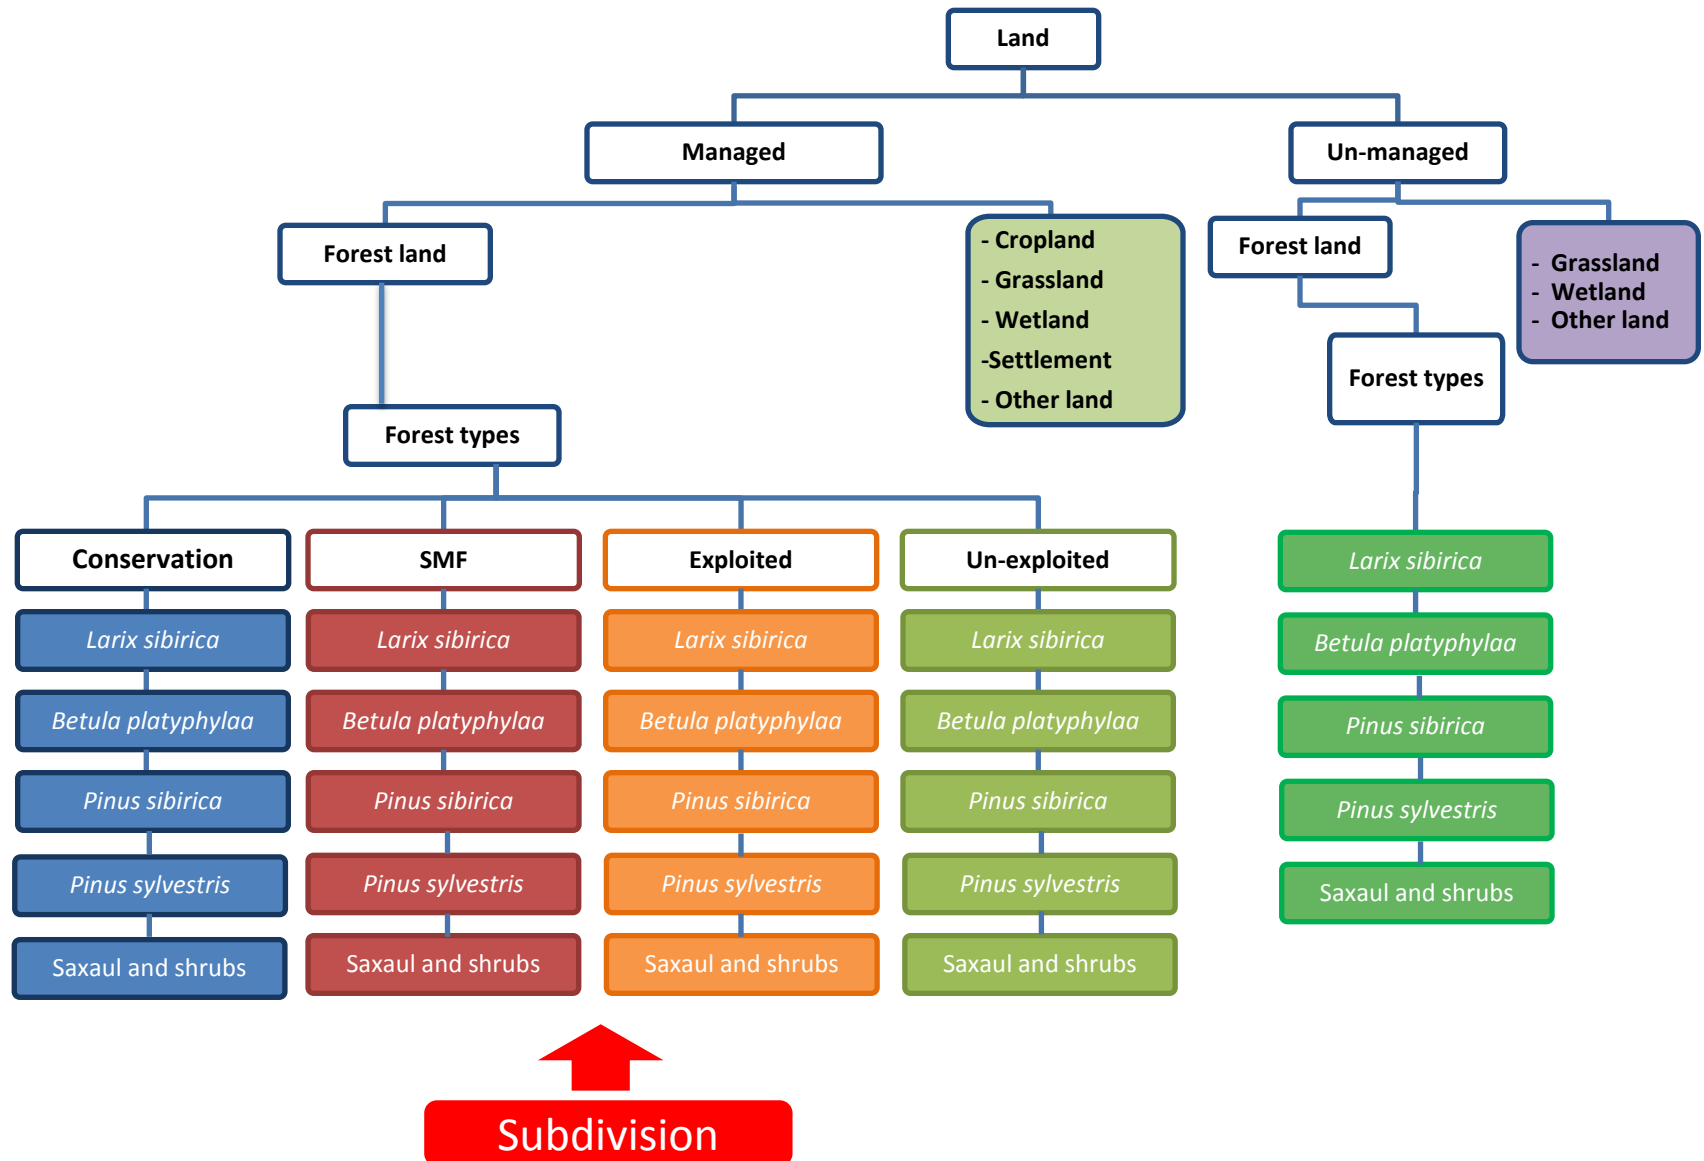 Land
Managed
Un-managed
Forest land
- Cropland
- Grassland
- Wetland
-Settlement
- Other land
Forest land
- Grassland
- Wetland
- Other land
Forest types
Forest types
Conservation
Larix sibirica
Betula platyphylaa
Pinus sibirica
Pinus sylvestris
Saxaul and shrubs
SMF
Larix sibirica
Betula platyphylaa
Pinus sibirica
Pinus sylvestris
Saxaul and shrubs
Exploited
Larix sibirica
Betula platyphylaa
Pinus sibirica
Pinus sylvestris
Saxaul and shrubs
Un-exploited
Larix sibirica
Betula platyphylaa
Pinus sibirica
Pinus sylvestris
Saxaul and shrubs
Larix sibirica
Betula platyphylaa
Pinus sibirica
Pinus sylvestris
Saxaul and shrubs
Subdivision